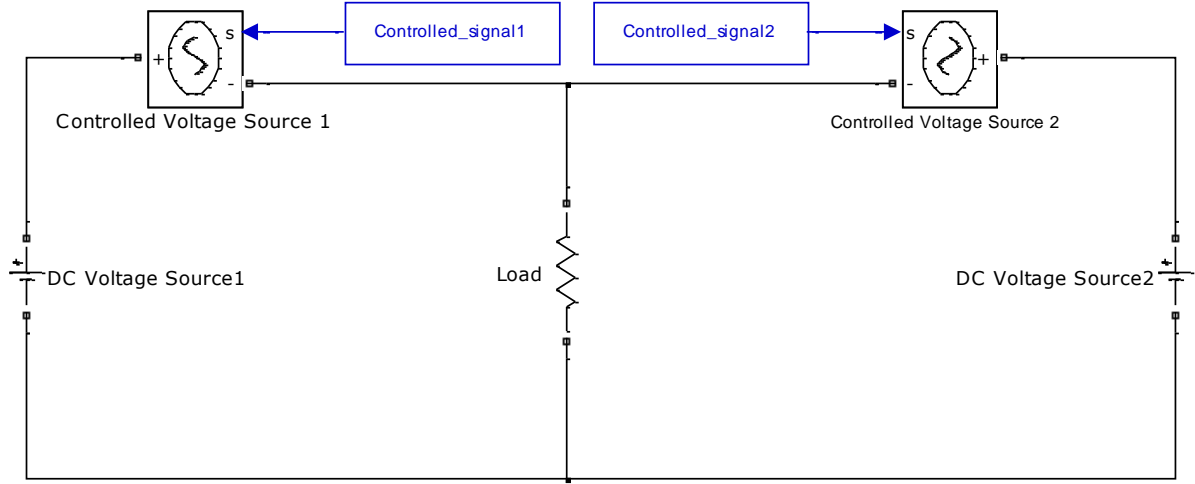 s
Controlled_signal1
Controlled_signal2
s
+
+
-
-
Controlled Voltage Source 1
Controlled Voltage Source 2
+
DC Voltage Source1
Load
+
DC Voltage Source2